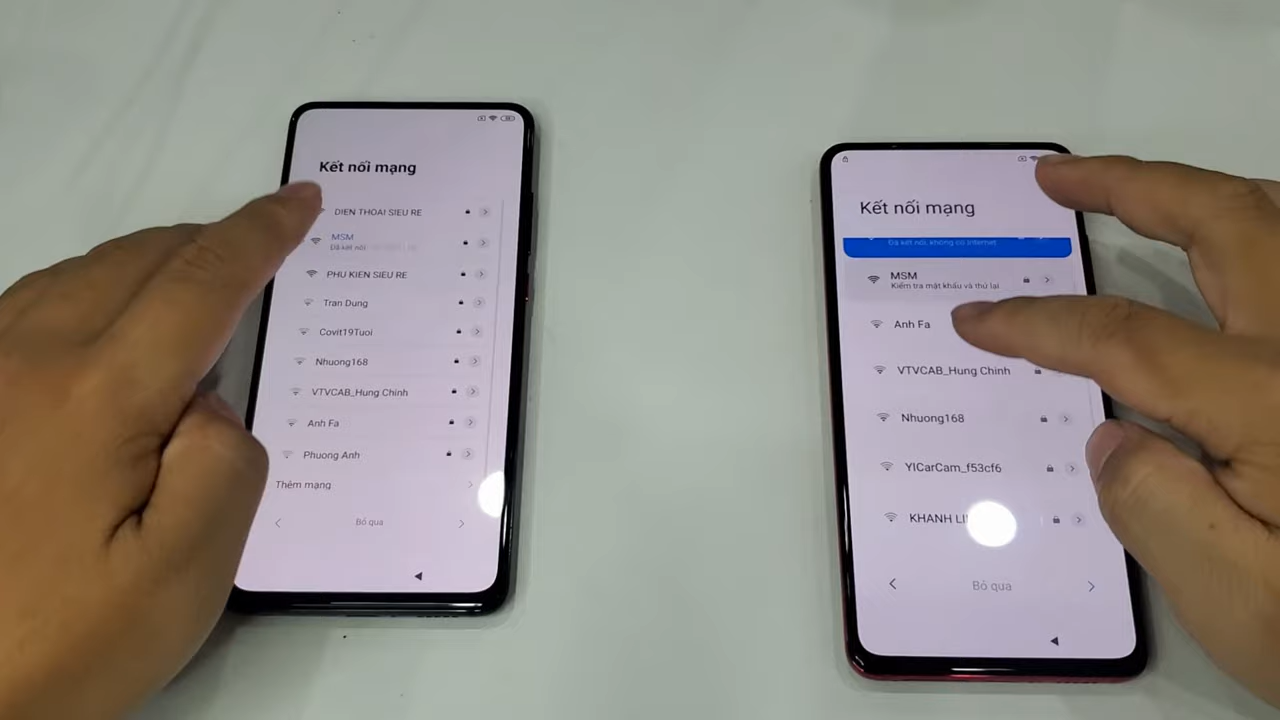 Kết nối mạng
DIEN THOAI SIEU RE
MSM
Đã kết nối
PHU KIEN SIEU RE
Tran Dung
Covit19Tuoi
Nhuong168
VTVCAB_Hung Chinh
Anh Fa
Phuong Anh
Thêm mạng
Bỏ qua
Kết nối mạng
Đã kết nối, không có Internet
MSM
Kiểm tra mật khẩu và thử lại
Anh Fa
VTVCAB_Hung Chinh
Nhuong168
YICarCam_f53cf6
KHANH
Bỏ qua